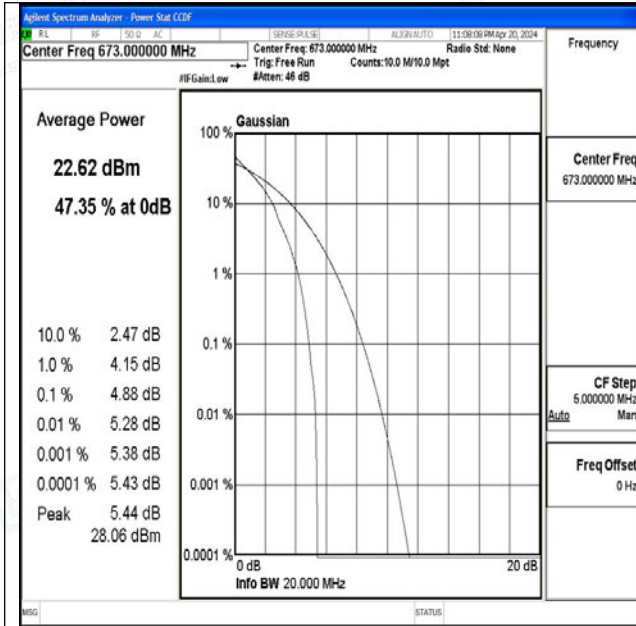 Agilent Spectrum Analyzer - Power Stat CCDF
RL RF 50 Ω AC SENSE:PULSE ALIGNAUTO 11:08:08 PM Apr 20, 2024
Center Freq 673.000000 MHz
Center Freq: 673.000000 MHz Radio Std: None
Trig: Free Run Counts:10.0 M/10.0 Mpt
#IFGain:Low #Atten: 46 dB
Frequency
Average Power
22.62 dBm
47.35 % at 0dB
10.0 % 2.47 dB
1.0 % 4.15 dB
0.1 % 4.88 dB
0.01 % 5.28 dB
0.001 % 5.38 dB
0.0001 % 5.43 dB
Peak 5.44 dB
28.06 dBm
Gaussian
100 %
10 %
1 %
0.1 %
0.01 %
0.001 %
0.0001 %
0 dB 20 dB
Info BW 20.000 MHz
Center Freq
673.000000 MHz
CF Step
5.000000 MHz
Auto Man
Freq Offset
0 Hz
MSG STATUS